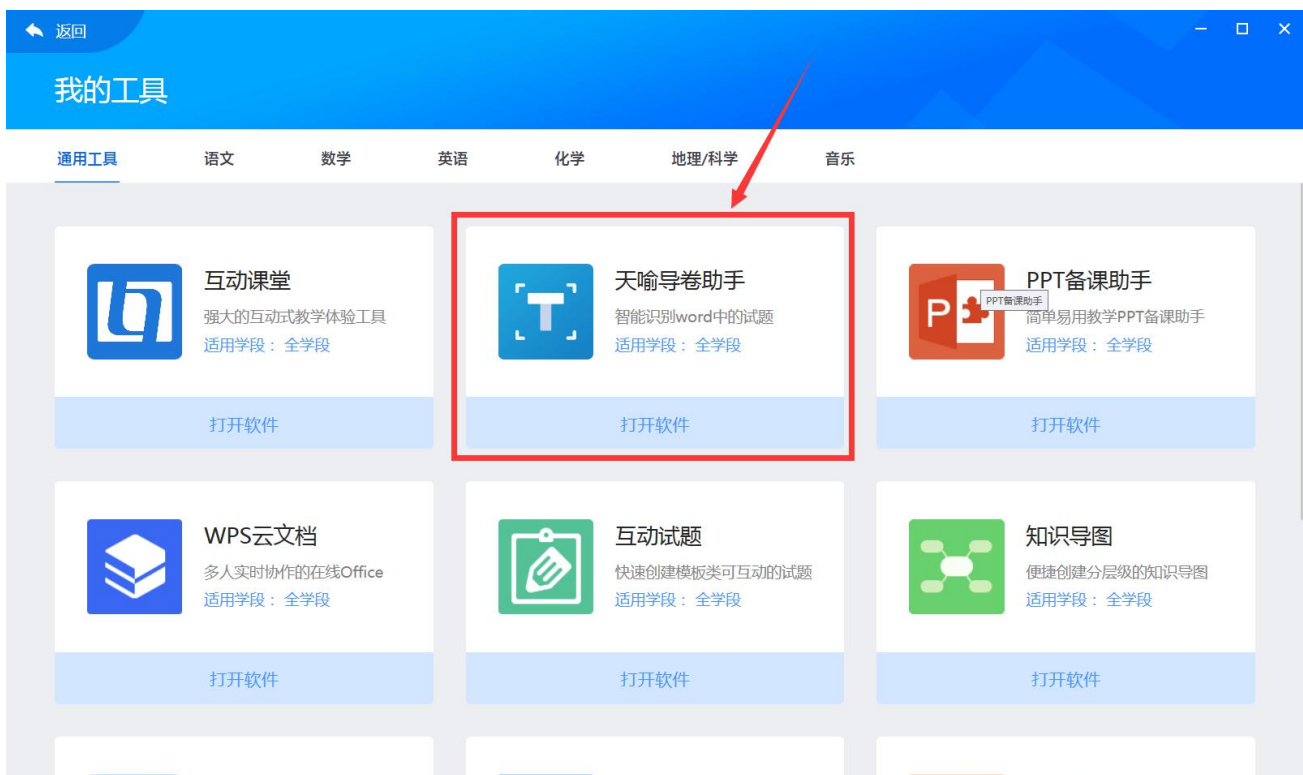 返回
我的工具
通用工具 语文 数学 英语 化学 地理/科学 音乐
互动课堂
强大的互动式教学体验工具
适用学段： 全学段
打开软件
天喻导卷助手
智能识别word中的试题
适用学段： 全学段
打开软件
PPT备课助手
PPT备课助手
简单易用教学PPT备课助手
适用学段： 全学段
打开软件
WPS云文档
多人实时协作的在线Office
适用学段： 全学段
打开软件
互动试题
快速创建模板类可互动的试题
适用学段： 全学段
打开软件
知识导图
便捷创建分层级的知识导图
适用学段： 全学段
打开软件